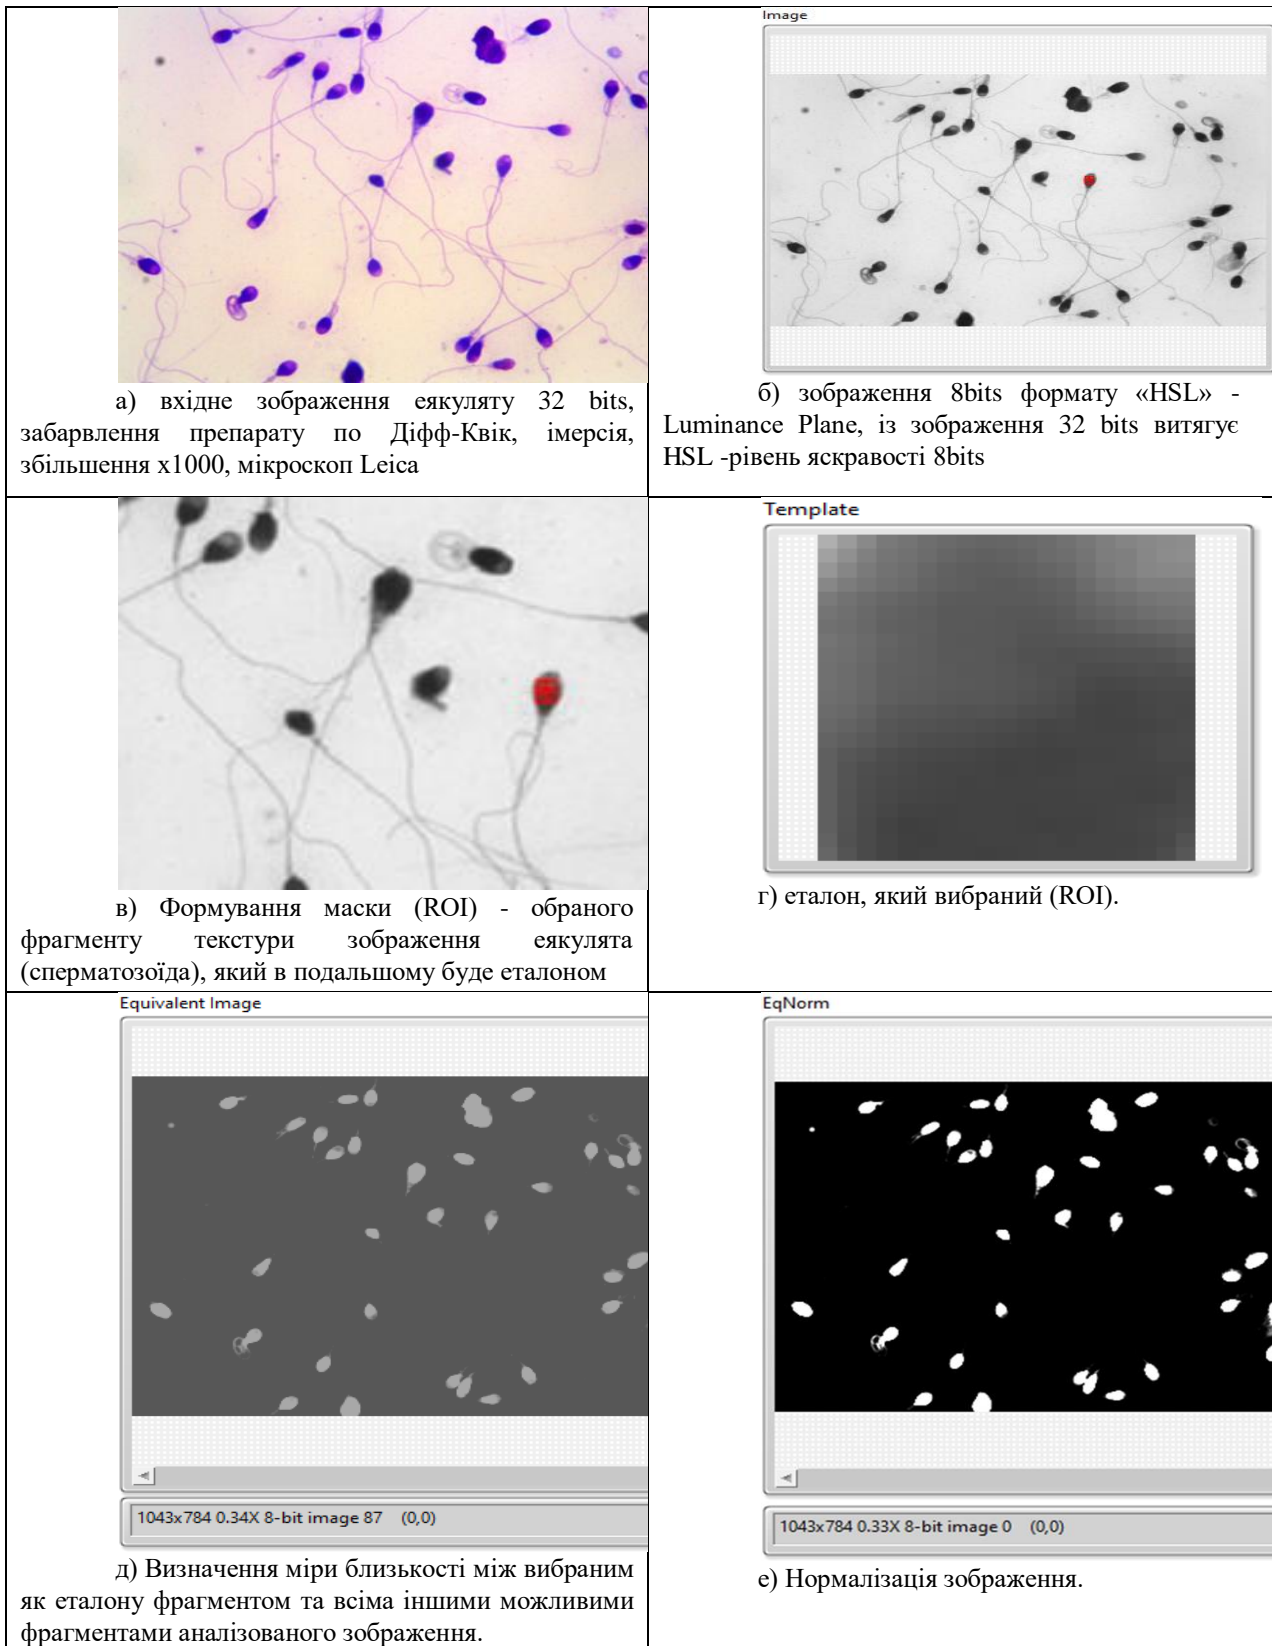 Image
а) вхідне зображення еякуляту 32 bits,
забарвлення препарату по Діфф-Квік, імерсія,
збільшення х1000, мікроскоп Leica
б) зображення 8bits формату «HSL» -
Luminance Plane, із зображення 32 bits витягує
HSL -рівень яскравості 8bits
Template
в) Формування маски (ROI) - обраного
фрагменту текстури зображення еякулята
(сперматозоїда), який в подальшому буде еталоном
г) еталон, який вибраний (ROI).
Equivalent Image
1043x784 0.34X 8-bit image 87 (0,0)
д) Визначення міри близькості між вибраним
як еталону фрагментом та всіма іншими можливими
фрагментами аналізованого зображення.
EqNorm
1043x784 0.33X 8-bit image 0 (0,0)
е) Нормалізація зображення.